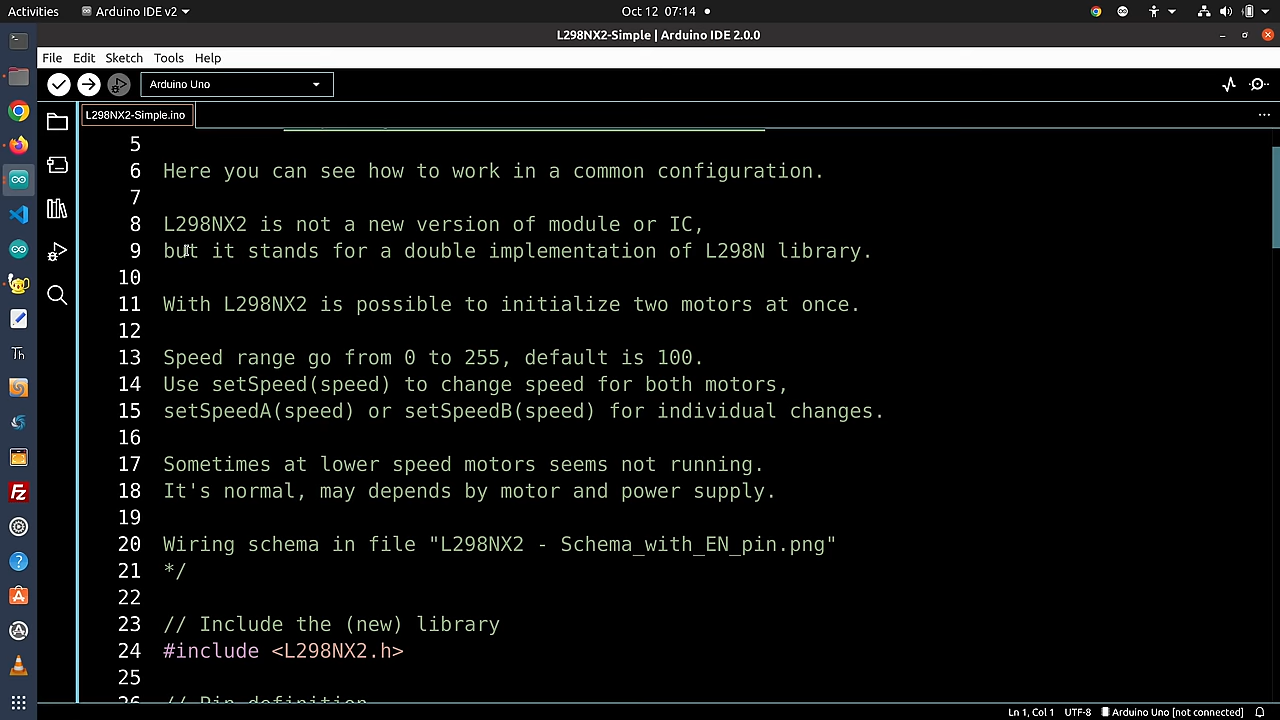 Activities
Arduino IDE v2
Oct 12 07:14
L298NX2-Simple | Arduino IDE 2.0.0
File Edit Sketch Tools Help
Arduino Uno
L298NX2-Simple.ino
5
6 Here you can see how to work in a common configuration.
7
8 L298NX2 is not a new version of module or IC,
9 but it stands for a double implementation of L298N library.
10
11 With L298NX2 is possible to initialize two motors at once.
12
13 Speed range go from 0 to 255, default is 100.
14 Use setSpeed(speed) to change speed for both motors,
15 setSpeedA(speed) or setSpeedB(speed) for individual changes.
16
17 Sometimes at lower speed motors seems not running.
18 It's normal, may depends by motor and power supply.
19
20 Wiring schema in file "L298NX2 - Schema_with_EN_pin.png"
21 */
22
23 // Include the (new) library
24 #include <L298NX2.h>
25
26 // Pin definition
Ln 1, Col 1 UTF-8 Arduino Uno [not connected]